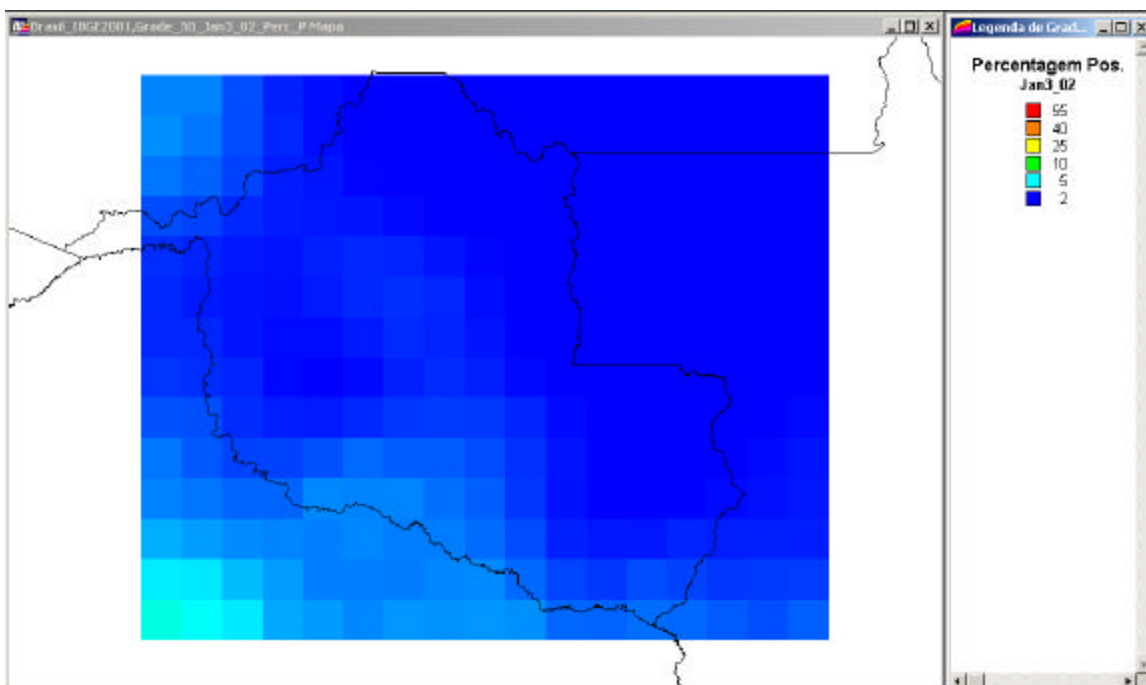 Brasil_IBGE2001,Grade_30_Jan3_02_Perc_P Mapa
Legenda de Grad...
Percentagem Pos.
Jan3_02
55
40
25
10
5
2